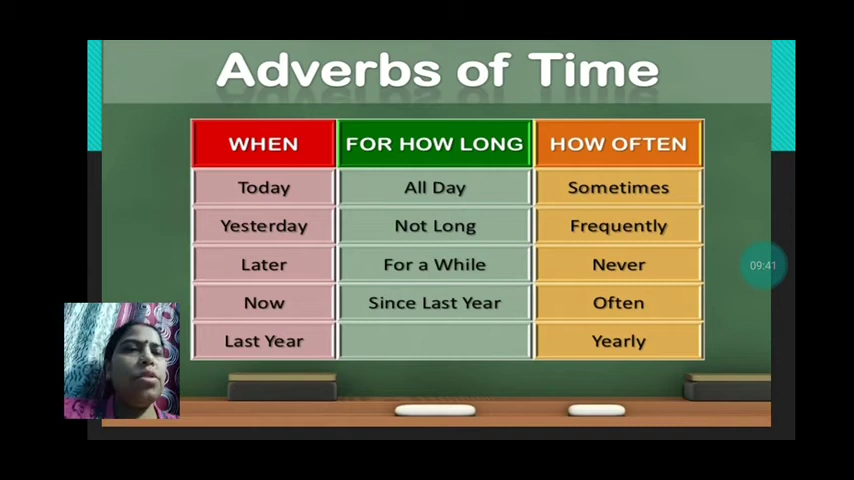 Adverbs of Time
WHEN FOR HOW LONG HOW OFTEN
Today All Day Sometimes
Yesterday Not Long Frequently
Later For a While Never
09:41
Now Since Last Year Often
Last Year Yearly